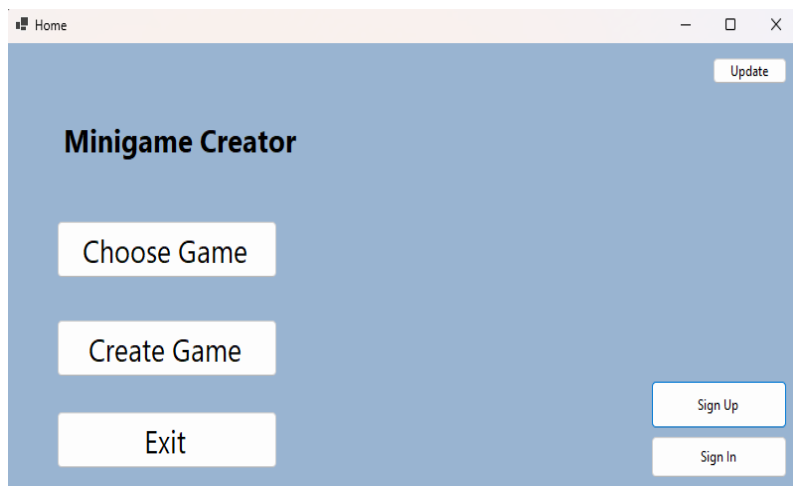 Home
Update
Minigame Creator
Choose Game
Create Game
Exit
Sign Up
Sign In